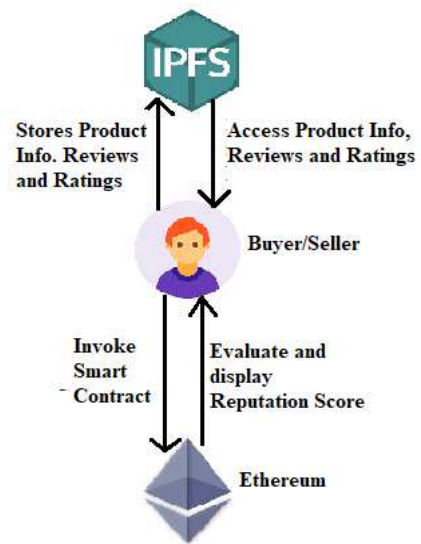 IPFS
Stores Product
Info. Reviews
and Ratings
Access Product Info,
Reviews and Ratings
Buyer/Seller
Invoke
Smart
Contract
Evaluate and
display
Reputation Score
Ethereum